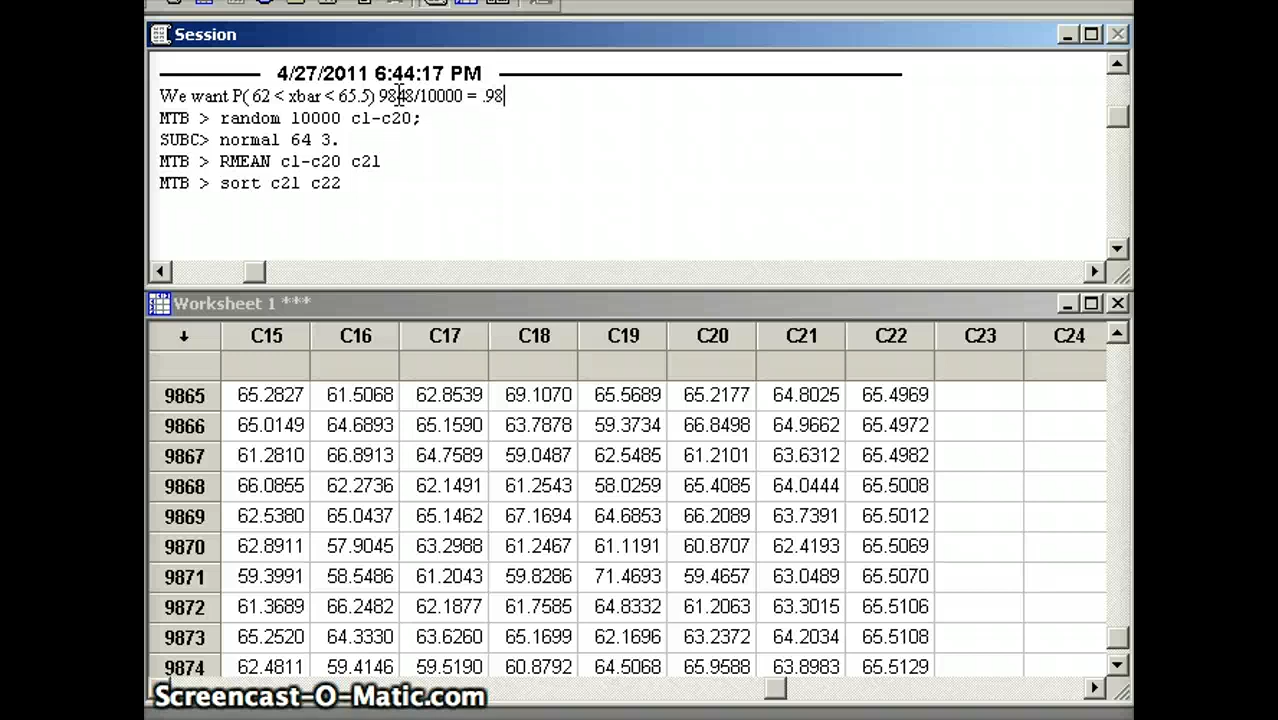 Session
4/27/2011 6:44:17 PM
We want P( 62 < xbar < 65.5) 9848/10000 = .98
MTB > random 10000 c1-c20;
SUBC> normal 64 3.
MTB > RMEAN c1-c20 c21
MTB > sort c21 c22
Worksheet 1 ***
C15 C16 C17 C18 C19 C20 C21 C22 C23 C24
9865 65.2827 61.5068 62.8539 69.1070 65.5689 65.2177 64.8025 65.4969
9866 65.0149 64.6893 65.1590 63.7878 59.3734 66.8498 64.9662 65.4972
9867 61.2810 66.8913 64.7589 59.0487 62.5485 61.2101 63.6312 65.4982
9868 66.0855 62.2736 62.1491 61.2543 58.0259 65.4085 64.0444 65.5008
9869 62.5380 65.0437 65.1462 67.1694 64.6853 66.2089 63.7391 65.5012
9870 62.8911 57.9045 63.2988 61.2467 61.1191 60.8707 62.4193 65.5069
9871 59.3991 58.5486 61.2043 59.8286 71.4693 59.4657 63.0489 65.5070
9872 61.3689 66.2482 62.1877 61.7585 64.8332 61.2063 63.3015 65.5106
9873 65.2520 64.3330 63.6260 65.1699 62.1696 63.2372 64.2034 65.5108
9874 62.4811 59.4146 59.5190 60.8792 64.5068 65.9588 63.8983 65.5129
Screencast-O-Matic.com